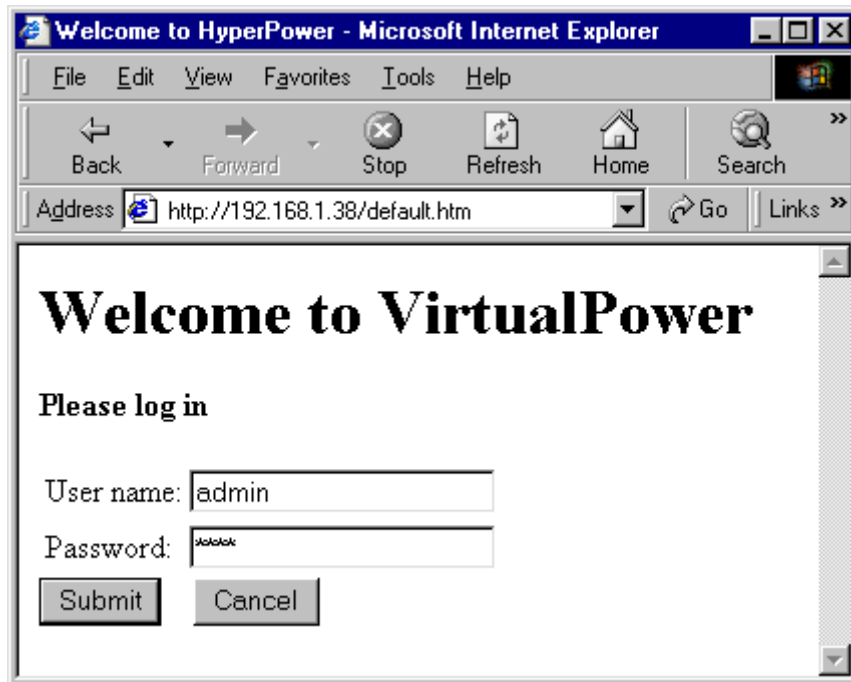 Welcome to HyperPower - Microsoft Internet Explorer
File Edit View Favorites Tools Help
Back Forward Stop Refresh Home Search »
Address http://192.168.1.38/default.htm Go Links »
Welcome to VirtualPower
Please log in
User name: admin
Password: *****
Submit Cancel